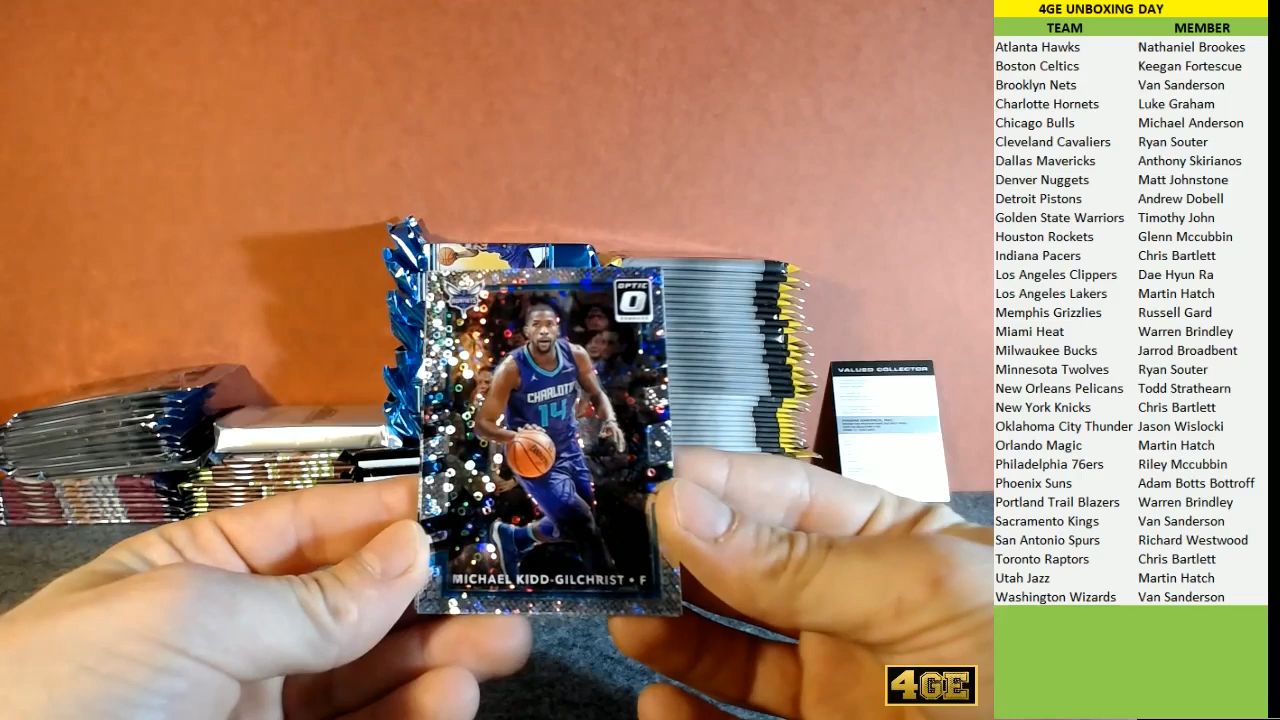 4GE UNBOXING DAY
TEAM MEMBER
Atlanta Hawks Nathaniel Brookes
Boston Celtics Keegan Fortescue
Brooklyn Nets Van Sanderson
Charlotte Hornets Luke Graham
Chicago Bulls Michael Anderson
Cleveland Cavaliers Ryan Souter
Dallas Mavericks Anthony Skirianos
Denver Nuggets Matt Johnstone
Detroit Pistons Andrew Dobell
Golden State Warriors Timothy John
Houston Rockets Glenn Mccubbin
Indiana Pacers Chris Bartlett
Los Angeles Clippers Dae Hyun Ra
Los Angeles Lakers Martin Hatch
Memphis Grizzlies Russell Gard
Miami Heat Warren Brindley
Milwaukee Bucks Jarrod Broadbent
Minnesota Twolves Ryan Souter
New Orleans Pelicans Todd Strathearn
New York Knicks Chris Bartlett
Oklahoma City Thunder Jason Wislocki
Orlando Magic Martin Hatch
Philadelphia 76ers Riley Mccubbin
Phoenix Suns Adam Botts Bottroff
Portland Trail Blazers Warren Brindley
Sacramento Kings Van Sanderson
San Antonio Spurs Richard Westwood
Toronto Raptors Chris Bartlett
Utah Jazz Martin Hatch
Washington Wizards Van Sanderson
HORNETS
OPTIC
O
CHARLOTTE
14
MICHAEL KIDD-GILCHRIST • F
VALUED COLLECTOR
4GE